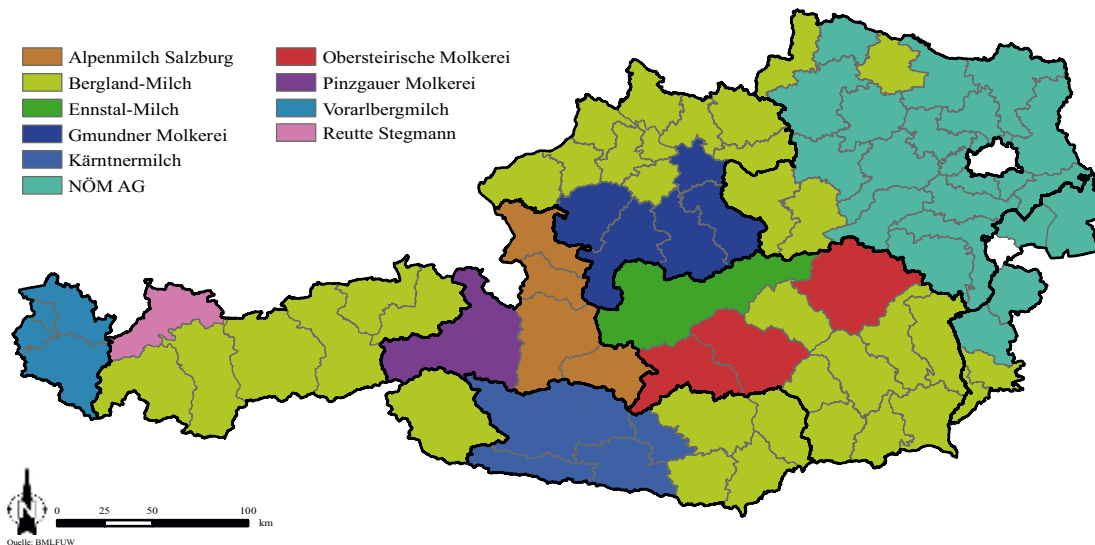 Alpenmilch Salzburg
Bergland-Milch
Ennstal-Milch
Gmundner Molkerei
Kärntnermilch
NÖM AG
Obersteirische Molkerei
Pinzgauer Molkerei
Vorarlbergmilch
Reutte Stegmann
N
0 25 50 100
km
Quelle: BMLFUW